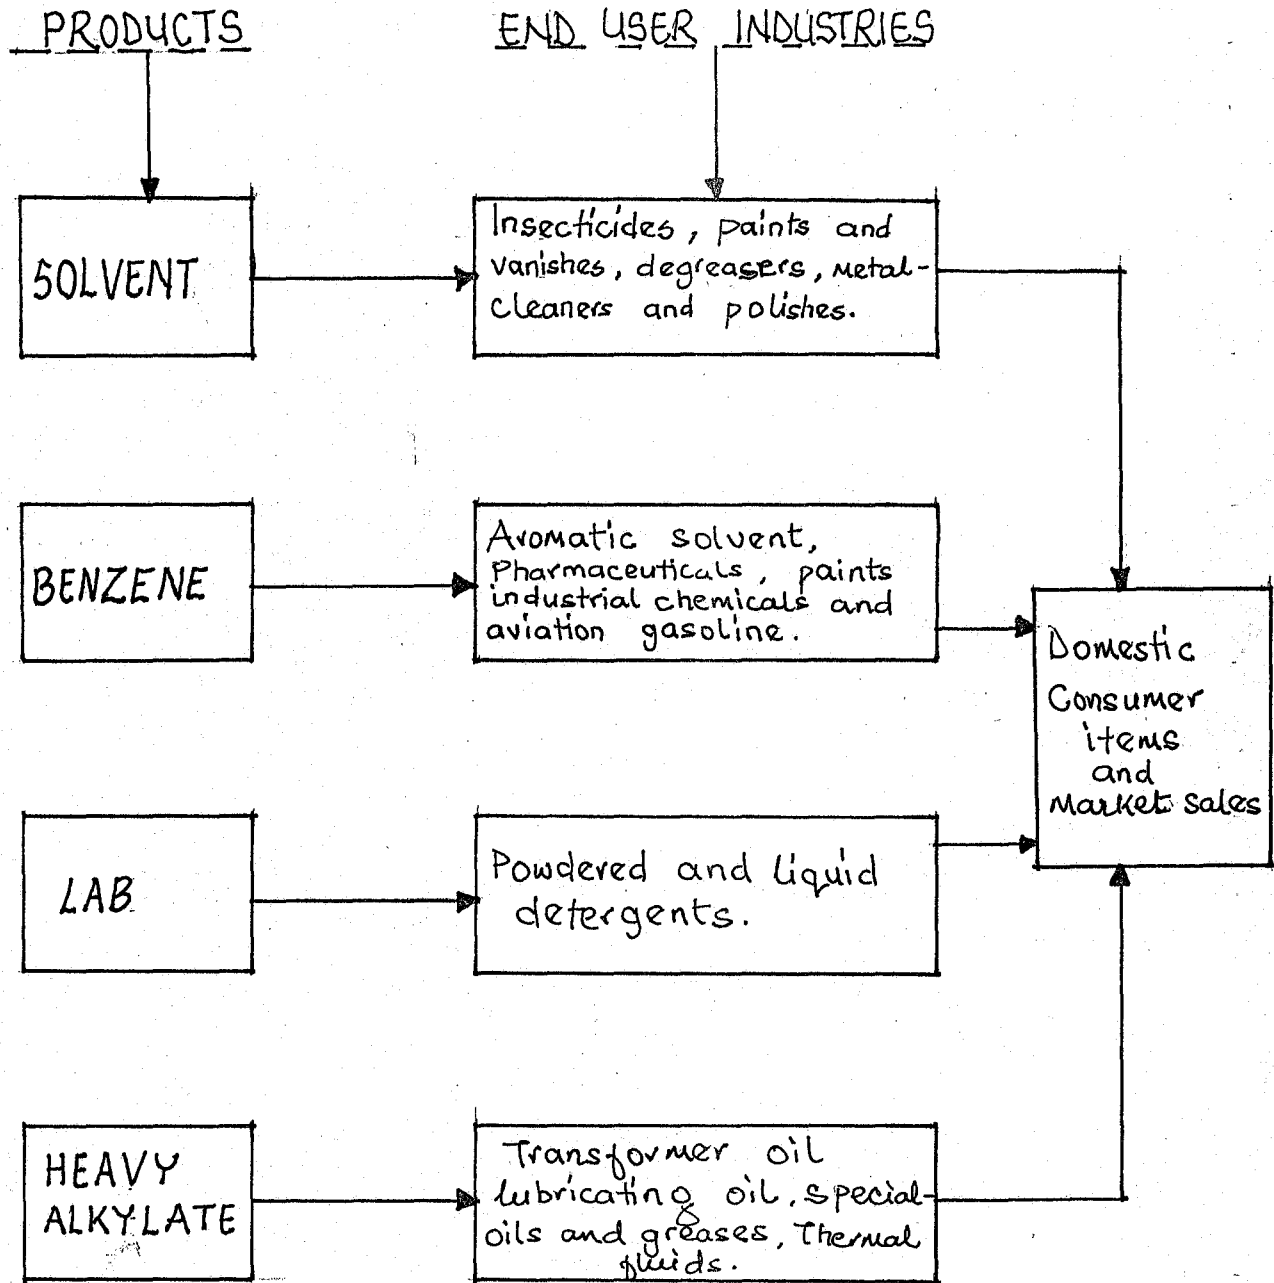 PRODUCTS
END USER INDUSTRIES
SOLVENT
Insecticides, paints and
vanishes, degreasers, Metal-
cleaners and polishes.
BENZENE
Aromatic solvent,
Pharmaceuticals, paints
industrial chemicals and
aviation gasoline.
Domestic
Consumer
items
and
Market sales
LAB
Powdered and liquid
detergents.
HEAVY
ALKYLATE
Transformer oil
lubricating oil, special-
oils and greases, Thermal
fluids.